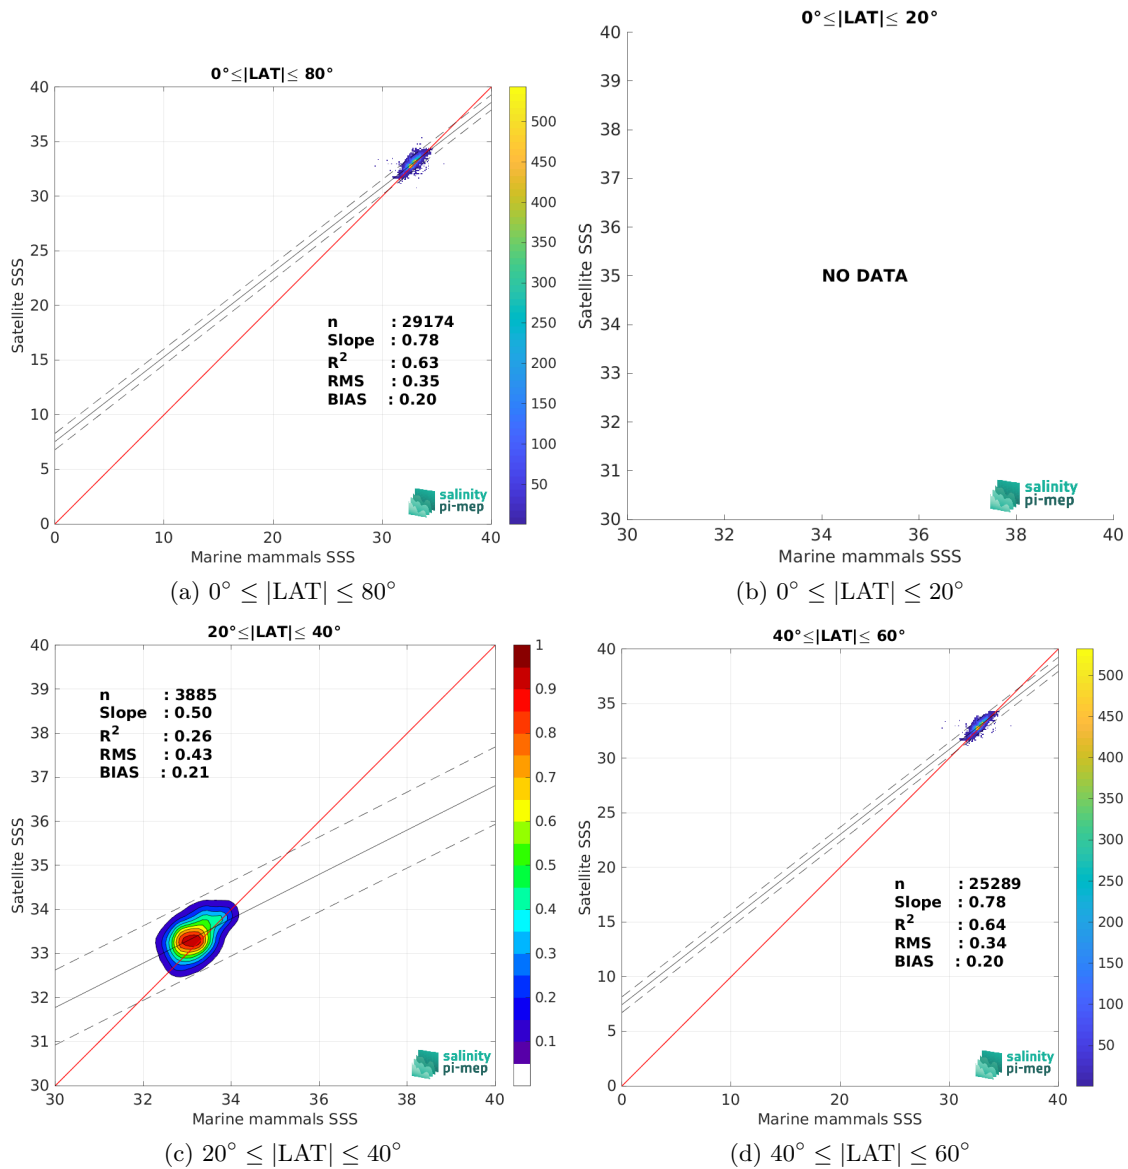 0°≤|LAT|≤ 80°
40
35
30
25
20
15
10
5
0
0
10
20
30
40
Satellite SSS
Marine mammals SSS
n : 29174
Slope : 0.78
R² : 0.63
RMS : 0.35
BIAS : 0.20
salinity
pi-mep
500
450
400
350
300
250
200
150
100
50
(a) 0° ≤ |LAT| ≤ 80°
0°≤|LAT|≤ 20°
40
39
38
37
36
35
34
33
32
31
30
30
32
34
36
38
40
Satellite SSS
Marine mammals SSS
NO DATA
salinity
pi-mep
(b) 0° ≤ |LAT| ≤ 20°
20°≤|LAT|≤ 40°
40
39
38
37
36
35
34
33
32
31
30
30
32
34
36
38
40
Satellite SSS
Marine mammals SSS
n : 3885
Slope : 0.50
R² : 0.26
RMS : 0.43
BIAS : 0.21
salinity
pi-mep
1
0.9
0.8
0.7
0.6
0.5
0.4
0.3
0.2
0.1
(c) 20° ≤ |LAT| ≤ 40°
40°≤|LAT|≤ 60°
40
35
30
25
20
15
10
5
0
0
10
20
30
40
Satellite SSS
Marine mammals SSS
n : 25289
Slope : 0.78
R² : 0.64
RMS : 0.34
BIAS : 0.20
salinity
pi-mep
500
450
400
350
300
250
200
150
100
50
(d) 40° ≤ |LAT| ≤ 60°